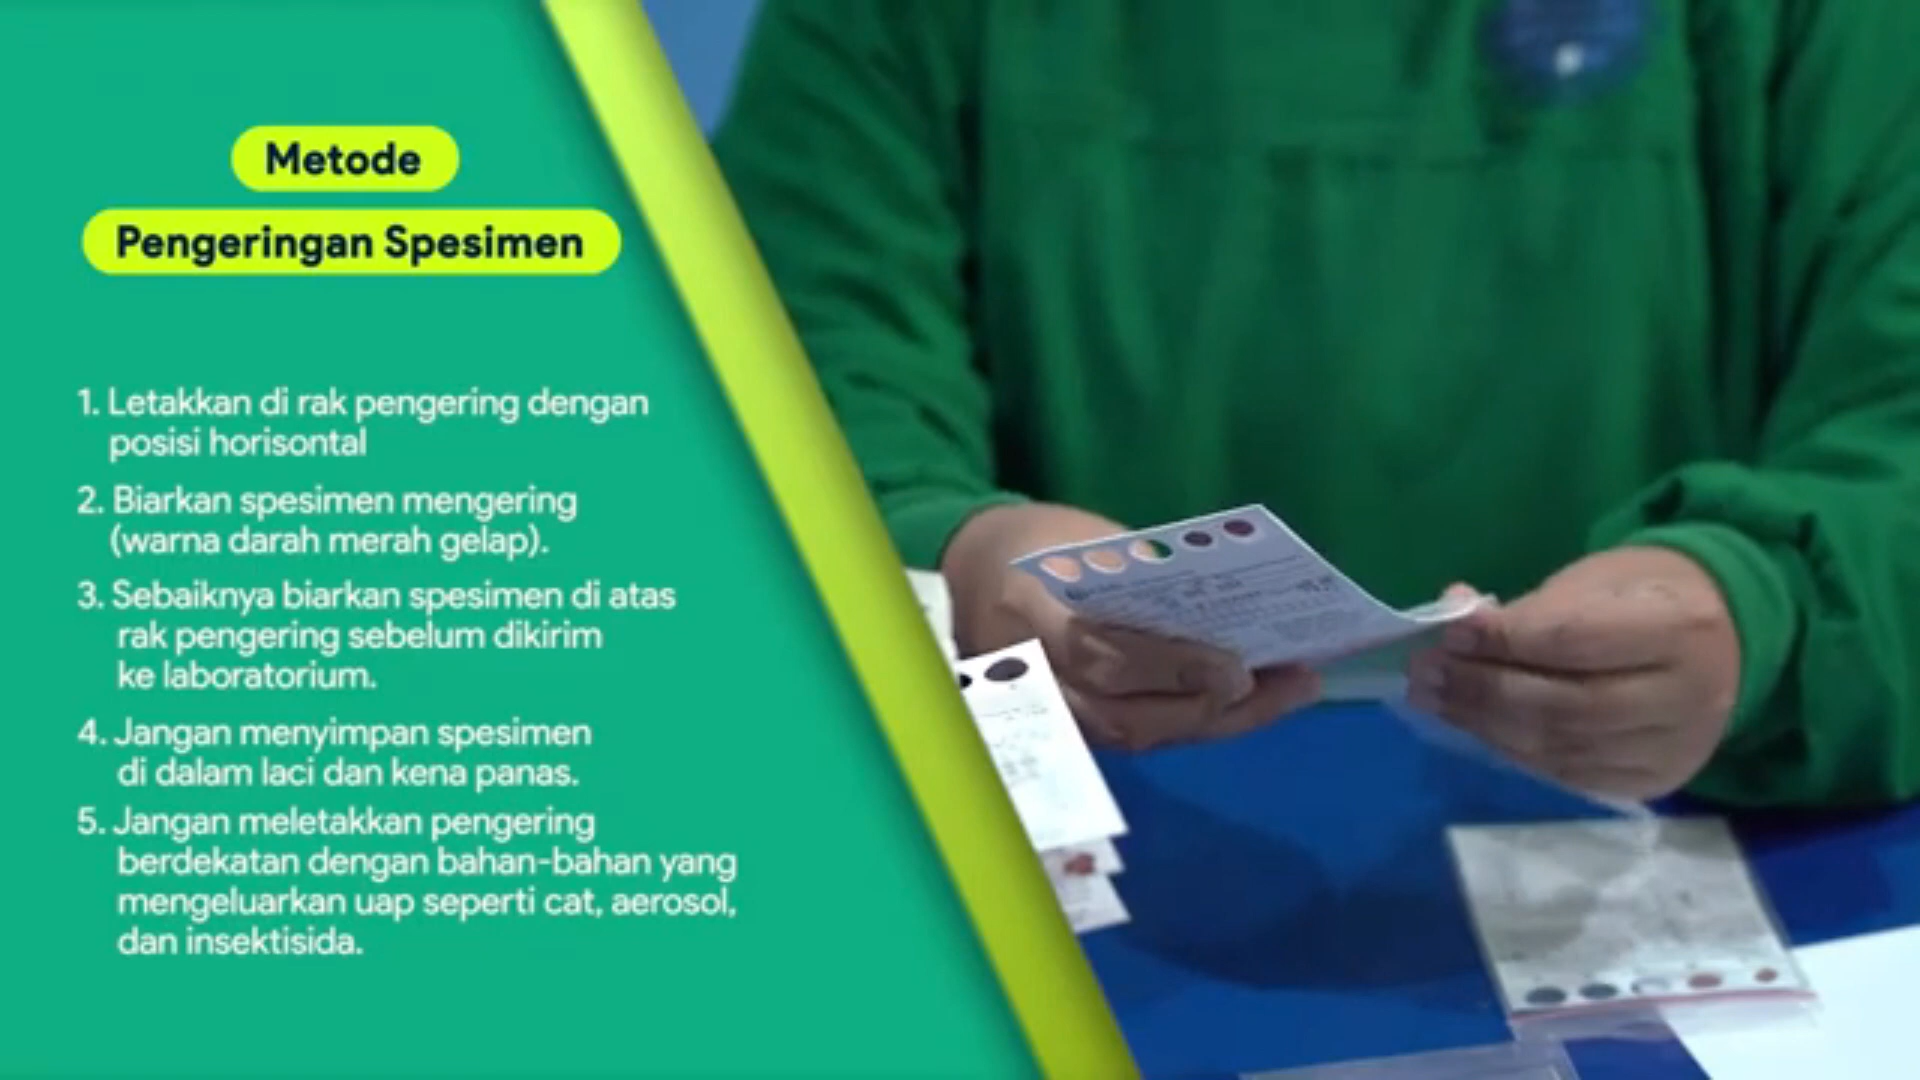 Metode
Pengeringan Spesimen
1. Letakkan di rak pengering dengan
posisi horisontal
2. Biarkan spesimen mengering
(warna darah merah gelap).
3. Sebaiknya biarkan spesimen di atas
rak pengering sebelum dikirim
ke laboratorium.
4. Jangan menyimpan spesimen
di dalam laci dan kena panas.
5. Jangan meletakkan pengering
berdekatan dengan bahan-bahan yang
mengeluarkan uap seperti cat, aerosol,
dan insektisida.